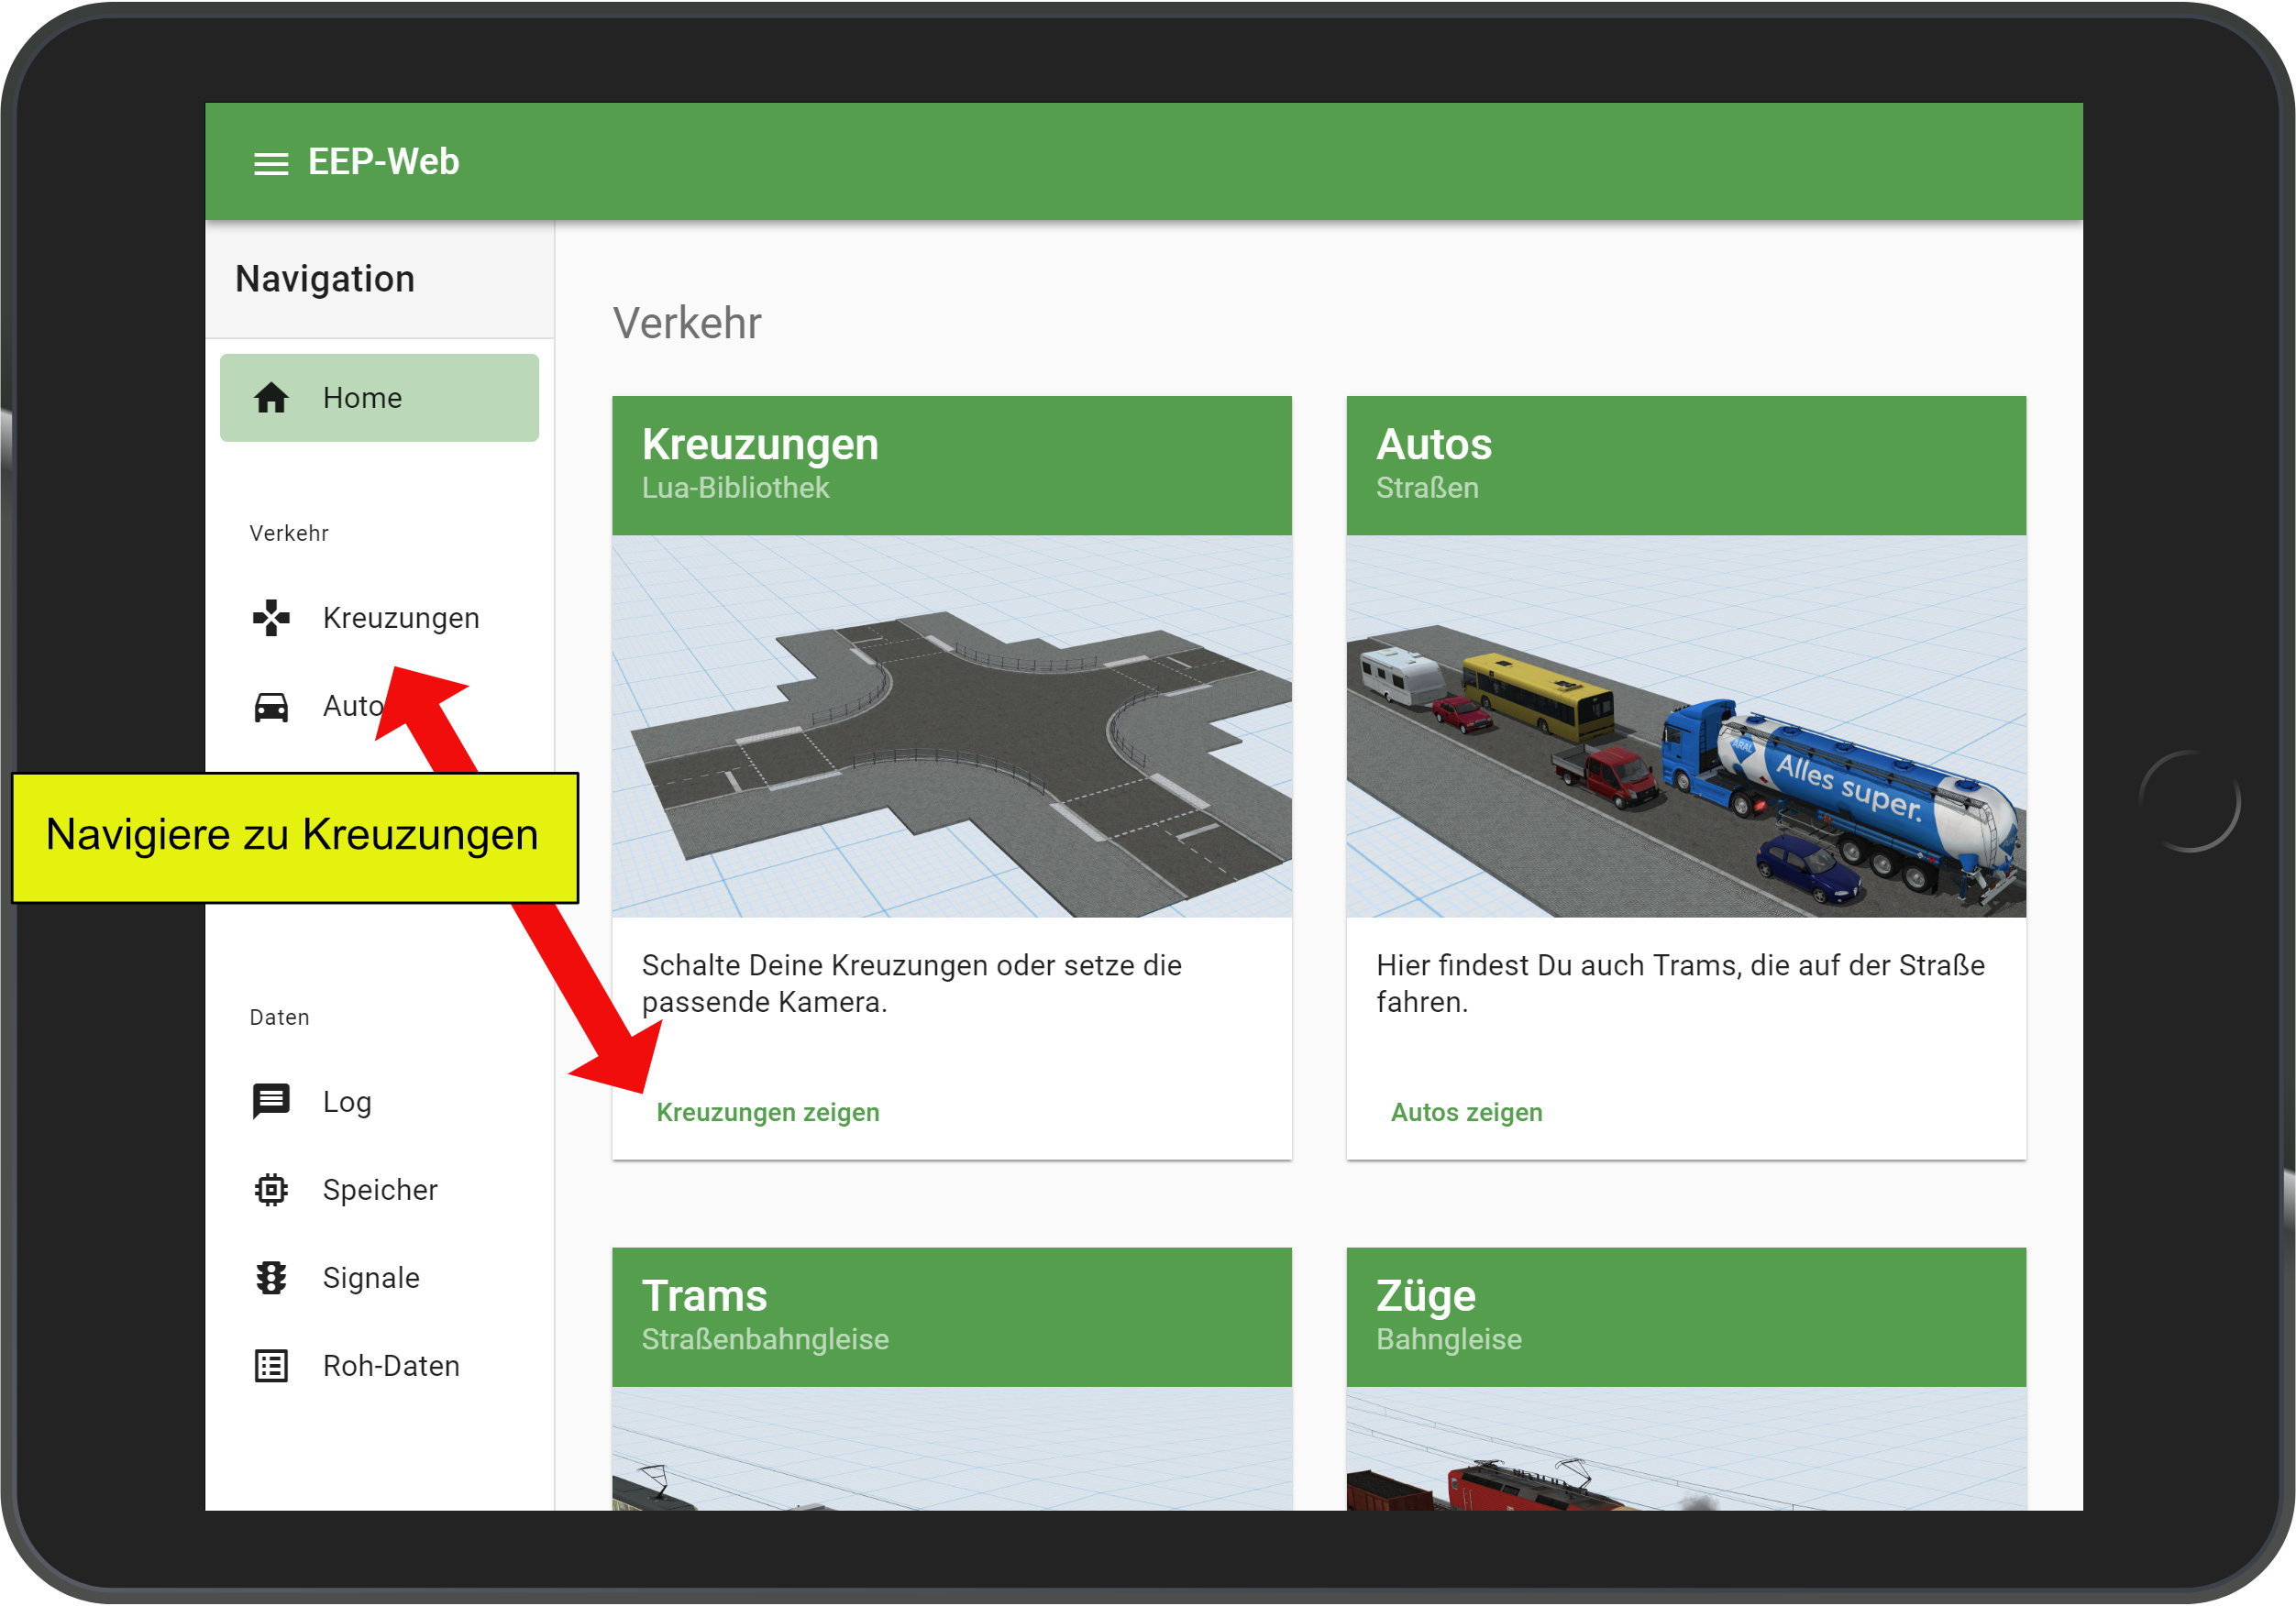 EEP-Web
Navigation
Home
Verkehr
Kreuzungen
Auto
Navigiere zu Kreuzungen
Daten
Log
Speicher
Signale
Roh-Daten
Verkehr
Kreuzungen
Lua-Bibliothek
Schalte Deine Kreuzungen oder setze die
passende Kamera.
Kreuzungen zeigen
Autos
Straßen
ARAL
Alles super.
Hier findest Du auch Trams, die auf der Straße
fahren.
Autos zeigen
Trams
Straßenbahngleise
Züge
Bahngleise